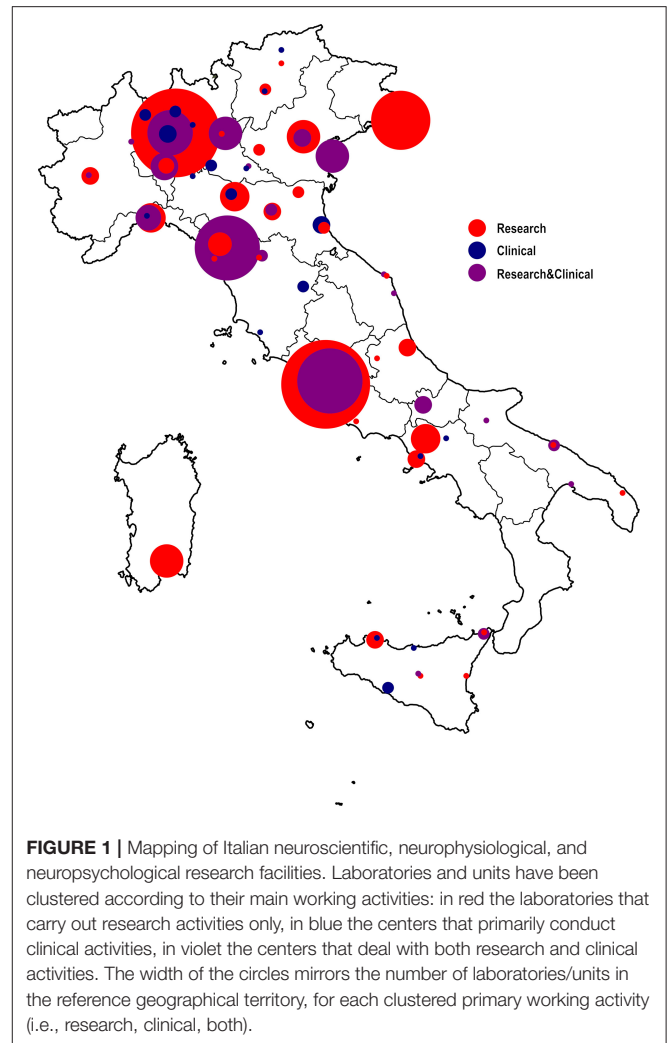 Research
Clinical
Research&Clinical
FIGURE 1 | Mapping of Italian neuroscientific, neurophysiological, and
neuropsychological research facilities. Laboratories and units have been
clustered according to their main working activities: in red the laboratories that
carry out research activities only, in blue the centers that primarily conduct
clinical activities, in violet the centers that deal with both research and clinical
activities. The width of the circles mirrors the number of laboratories/units in
the reference geographical territory, for each clustered primary working activity
(i.e., research, clinical, both).